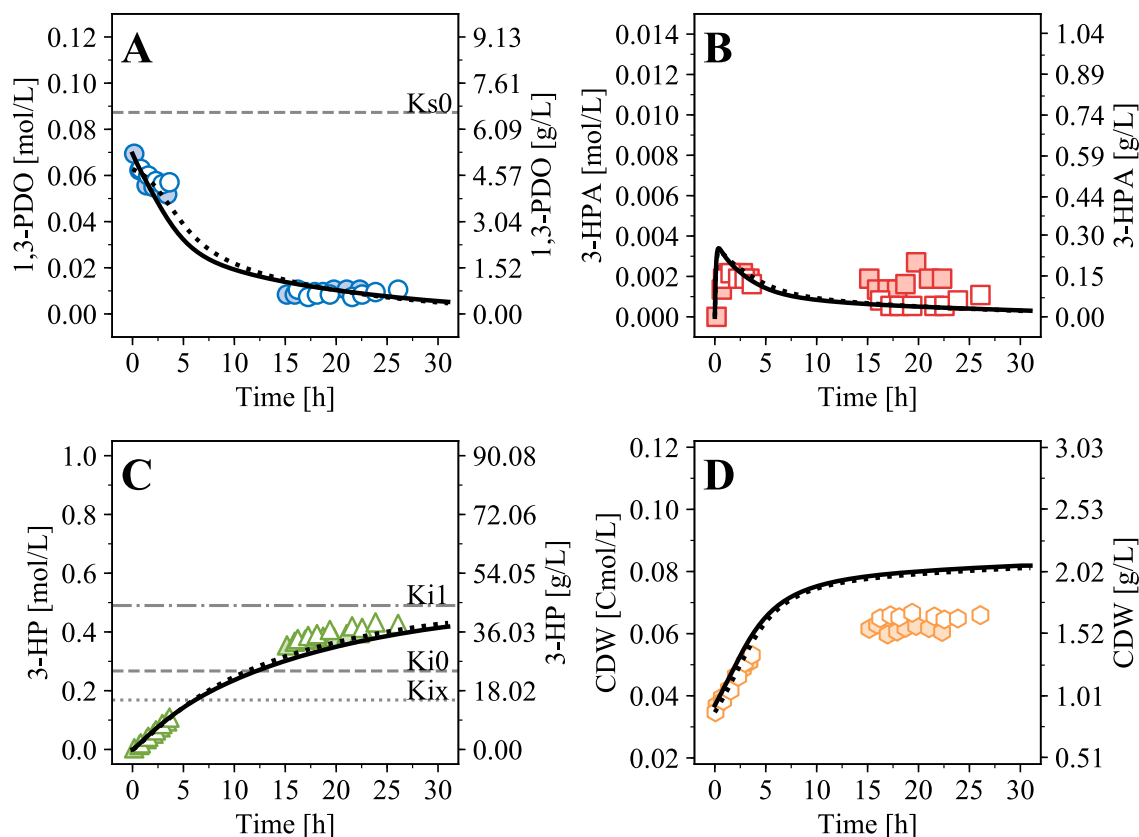 A
0.12
0.10
0.08
0.06
0.04
0.02
0.00
1,3-PDO [mol/L]
Ks0
9.13
7.61
6.09
4.57
3.04
1.52
0.00
1,3-PDO [g/L]
0 5 10 15 20 25 30
Time [h]
B
0.014
0.012
0.010
0.008
0.006
0.004
0.002
0.000
3-HPA [mol/L]
1.04
0.89
0.74
0.59
0.44
0.30
0.15
0.00
3-HPA [g/L]
0 5 10 15 20 25 30
Time [h]
C
1.0
0.8
0.6
0.4
0.2
0.0
3-HP [mol/L]
Ki1
Ki0
Kix
90.08
72.06
54.05
36.03
18.02
0.00
3-HP [g/L]
0 5 10 15 20 25 30
Time [h]
D
0.12
0.10
0.08
0.06
0.04
0.02
CDW [Cmol/L]
3.03
2.53
2.02
1.52
1.01
0.51
CDW [g/L]
0 5 10 15 20 25 30
Time [h]